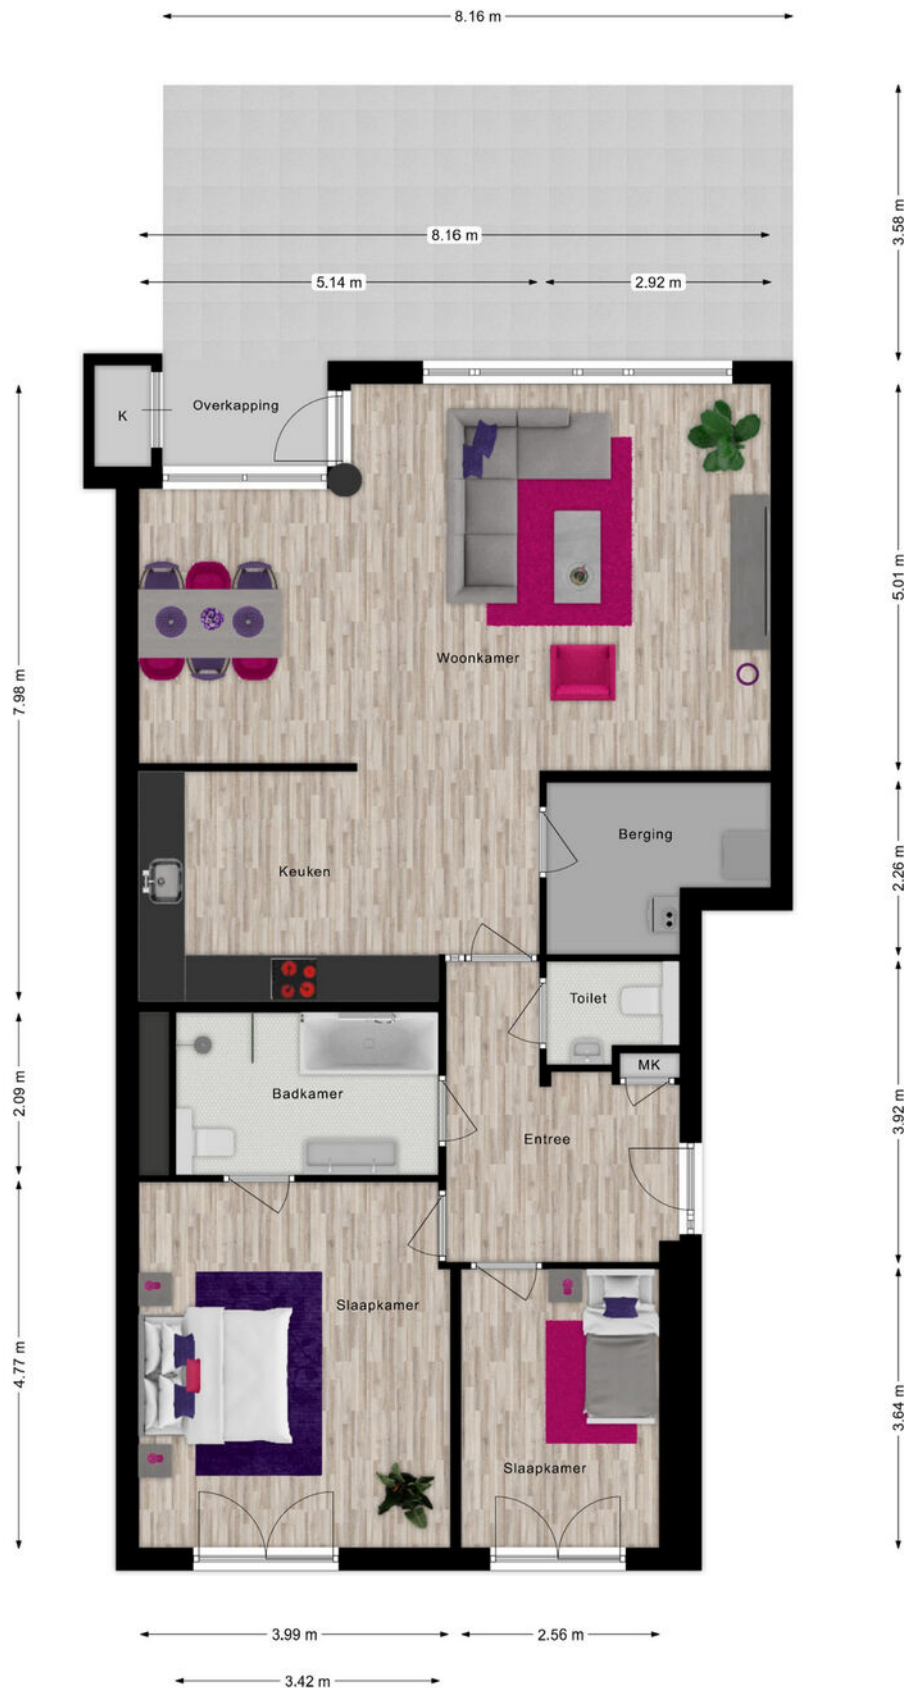 8.16 m
3.58 m
8.16 m
5.14 m
2.92 m
Overkapping
K
5.01 m
Woonkamer
7.98 m
Berging
2.26 m
Keuken
Toilet
MK
Badkamer
2.09 m
3.92 m
Entree
Slaapkamer
4.77 m
3.64 m
Slaapkamer
3.99 m
2.56 m
3.42 m